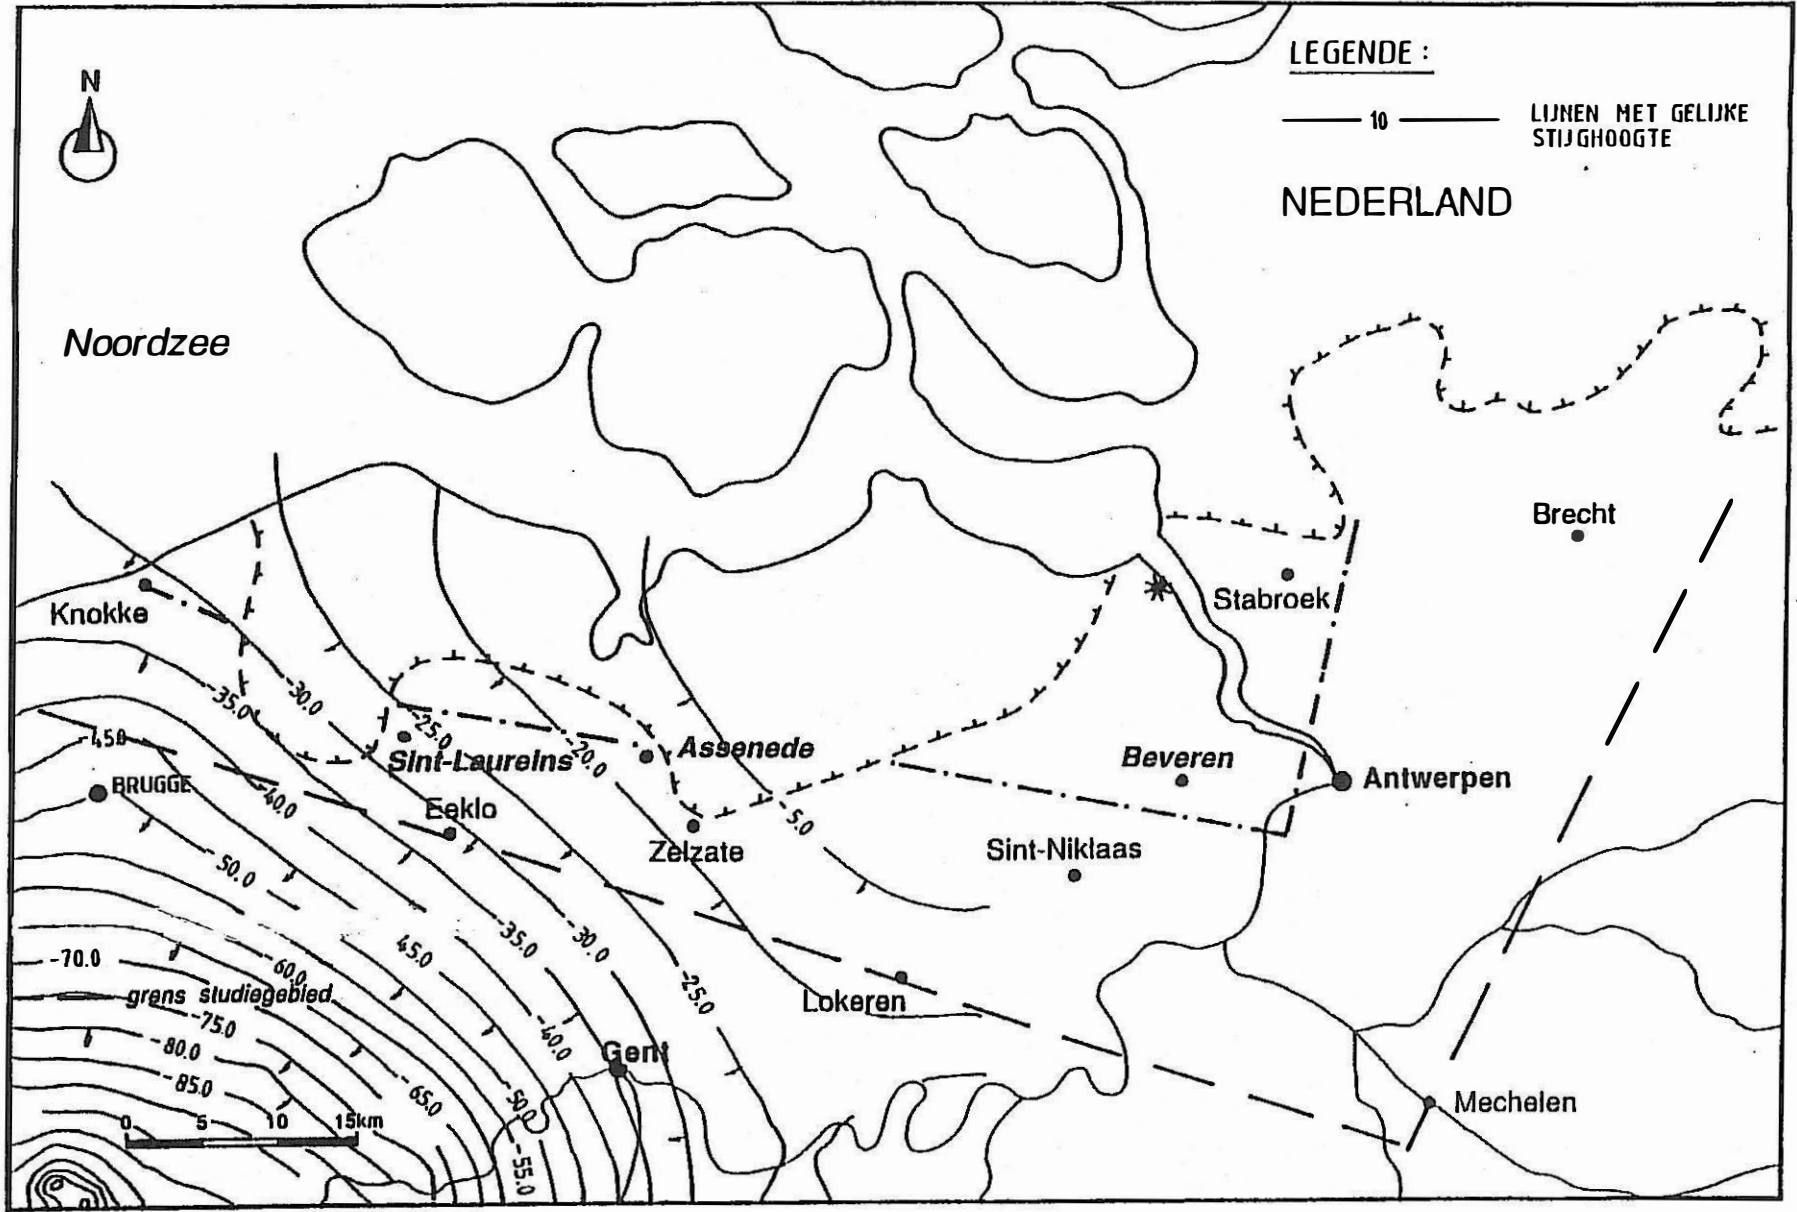 LEGENDE :
N
10
LIJNEN MET GELIJKE
STIJGHOOGTE
NEDERLAND
Noordzee
Brecht
Stabroek
Knokke
-35.0
-30.0
-25.0
-20.0
Sint-Laureins
Assenede
Beveren
Antwerpen
-45.0
BRUGGE
-40.0
Eeklo
-5.0
Zelzate
Sint-Niklaas
-50.0
-35.0
-30.0
45.0
-60.0
-70.0
-25.0
grens studiegebied
Lokeren
-75.0
-40.0
-80.0
Gent
-85.0
-65.0
-50.0
0 5 10 15km
Mechelen
-55.0